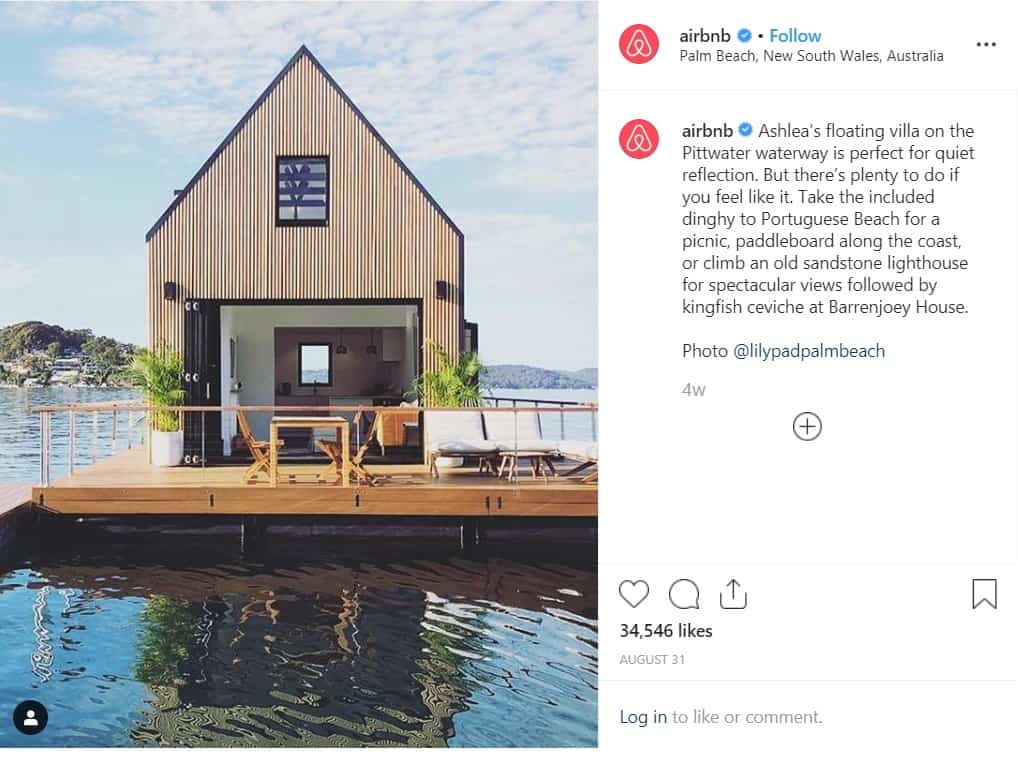 airbnb • Follow
Palm Beach, New South Wales, Australia
airbnb Ashlea's floating villa on the
Pittwater waterway is perfect for quiet
reflection. But there's plenty to do if
you feel like it. Take the included
dinghy to Portuguese Beach for a
picnic, paddleboard along the coast,
or climb an old sandstone lighthouse
for spectacular views followed by
kingfish ceviche at Barrenjoey House.
Photo @lilypadpalmbeach
4w
34,546 likes
AUGUST 31
Log in to like or comment.